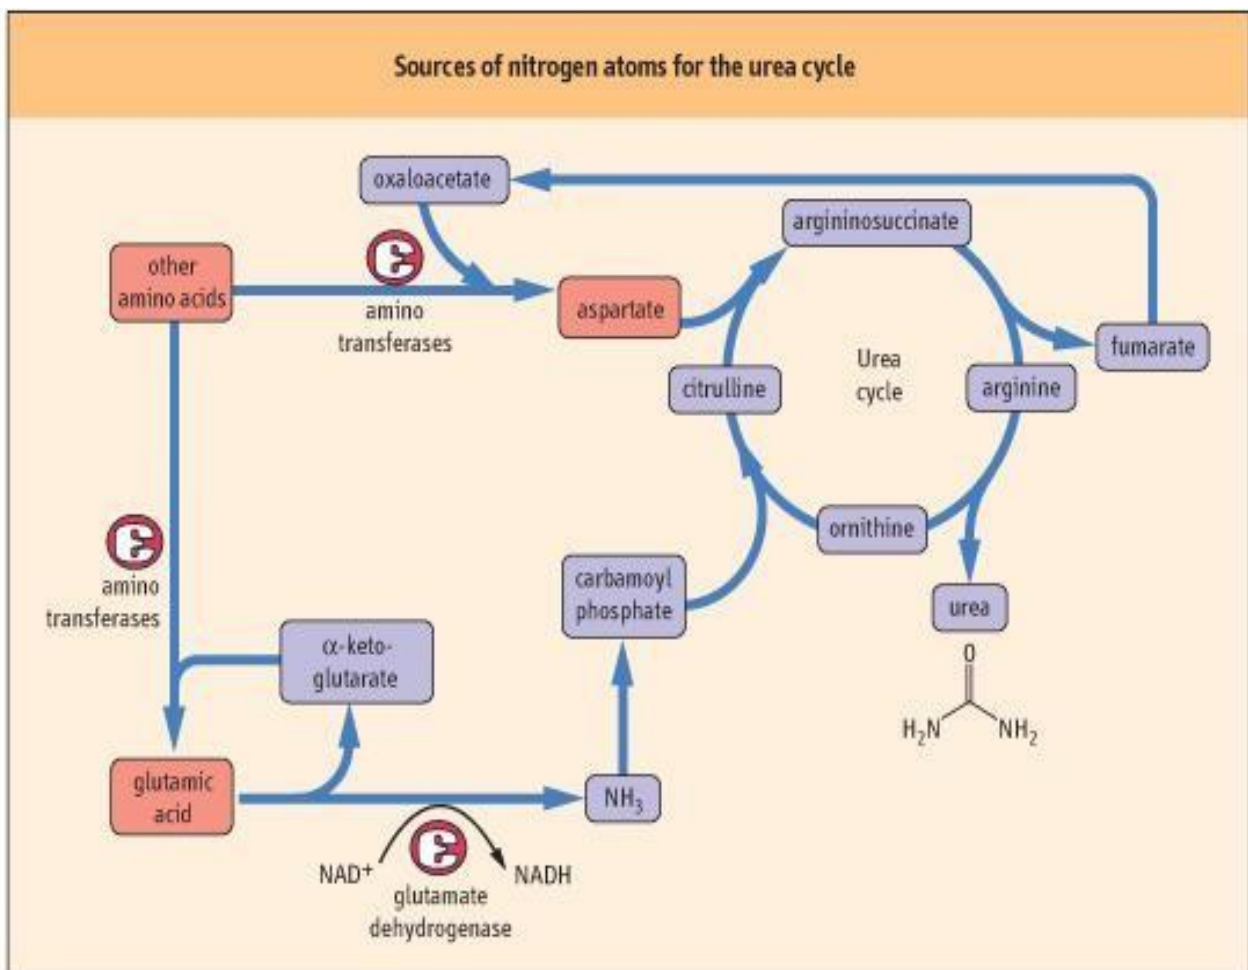 Sources of nitrogen atoms for the urea cycle
oxaloacetate
argininosuccinate
other
amino acids
amino
transferases
aspartate
fumarate
Urea
cycle
citrulline
arginine
ornithine
amino
transferases
carbamoyl
phosphate
urea
α-keto-
glutarate
O
H₂N
NH₂
glutamic
acid
NH₃
NAD⁺
NADH
glutamate
dehydrogenase